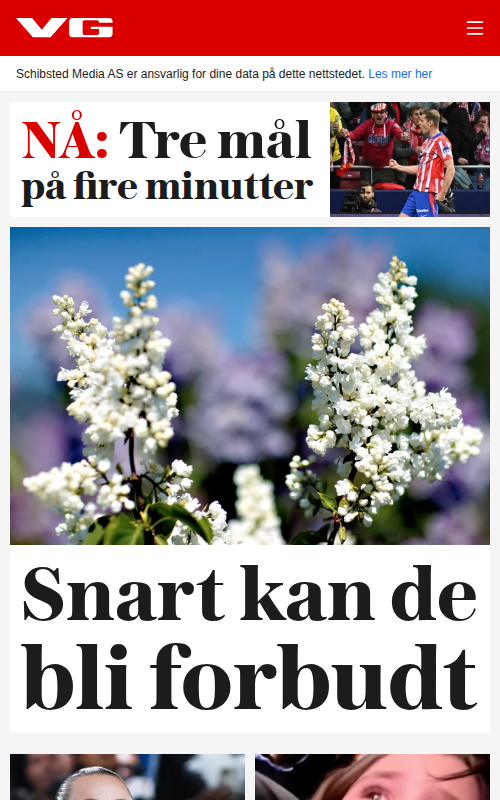 VG
Schibsted Media AS er ansvarlig for dine data på dette nettstedet. Les mer her
NÅ: Tre mål
på fire minutter
Snart kan de
bli forbudt